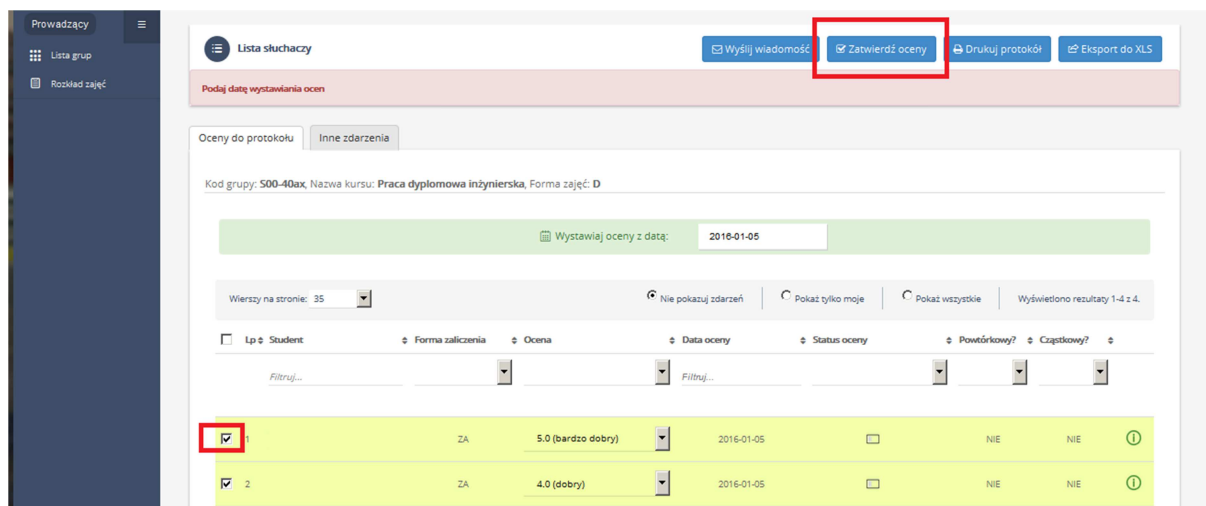 Prowadzący
Lista grup
Rozkład zajęć
Lista słuchaczy
Wyślij wiadomość
Zatwierdź oceny
Drukuj protokół
Eksport do XLS
Podaj datę wystawiania ocen
Oceny do protokołu
Inne zdarzenia
Kod grupy: S00-40ax, Nazwa kursu: Praca dyplomowa inżynierska, Forma zajęć: D
Wystawiaj oceny z datą: 2016-01-05
Wierszy na stronie: 35 Nie pokazuj zdarzeń Pokaż tylko moje Pokaż wszystkie Wyświetlono rezultaty 1-4 z 4.
Lp Student Forma zaliczenia Ocena Data oceny Status oceny Powtórkowy? Cząstkowy?
Filtruj... Filtruj...
1 ZA 5.0 (bardzo dobry) 2016-01-05 NIE NIE
2 ZA 4.0 (dobry) 2016-01-05 NIE NIE